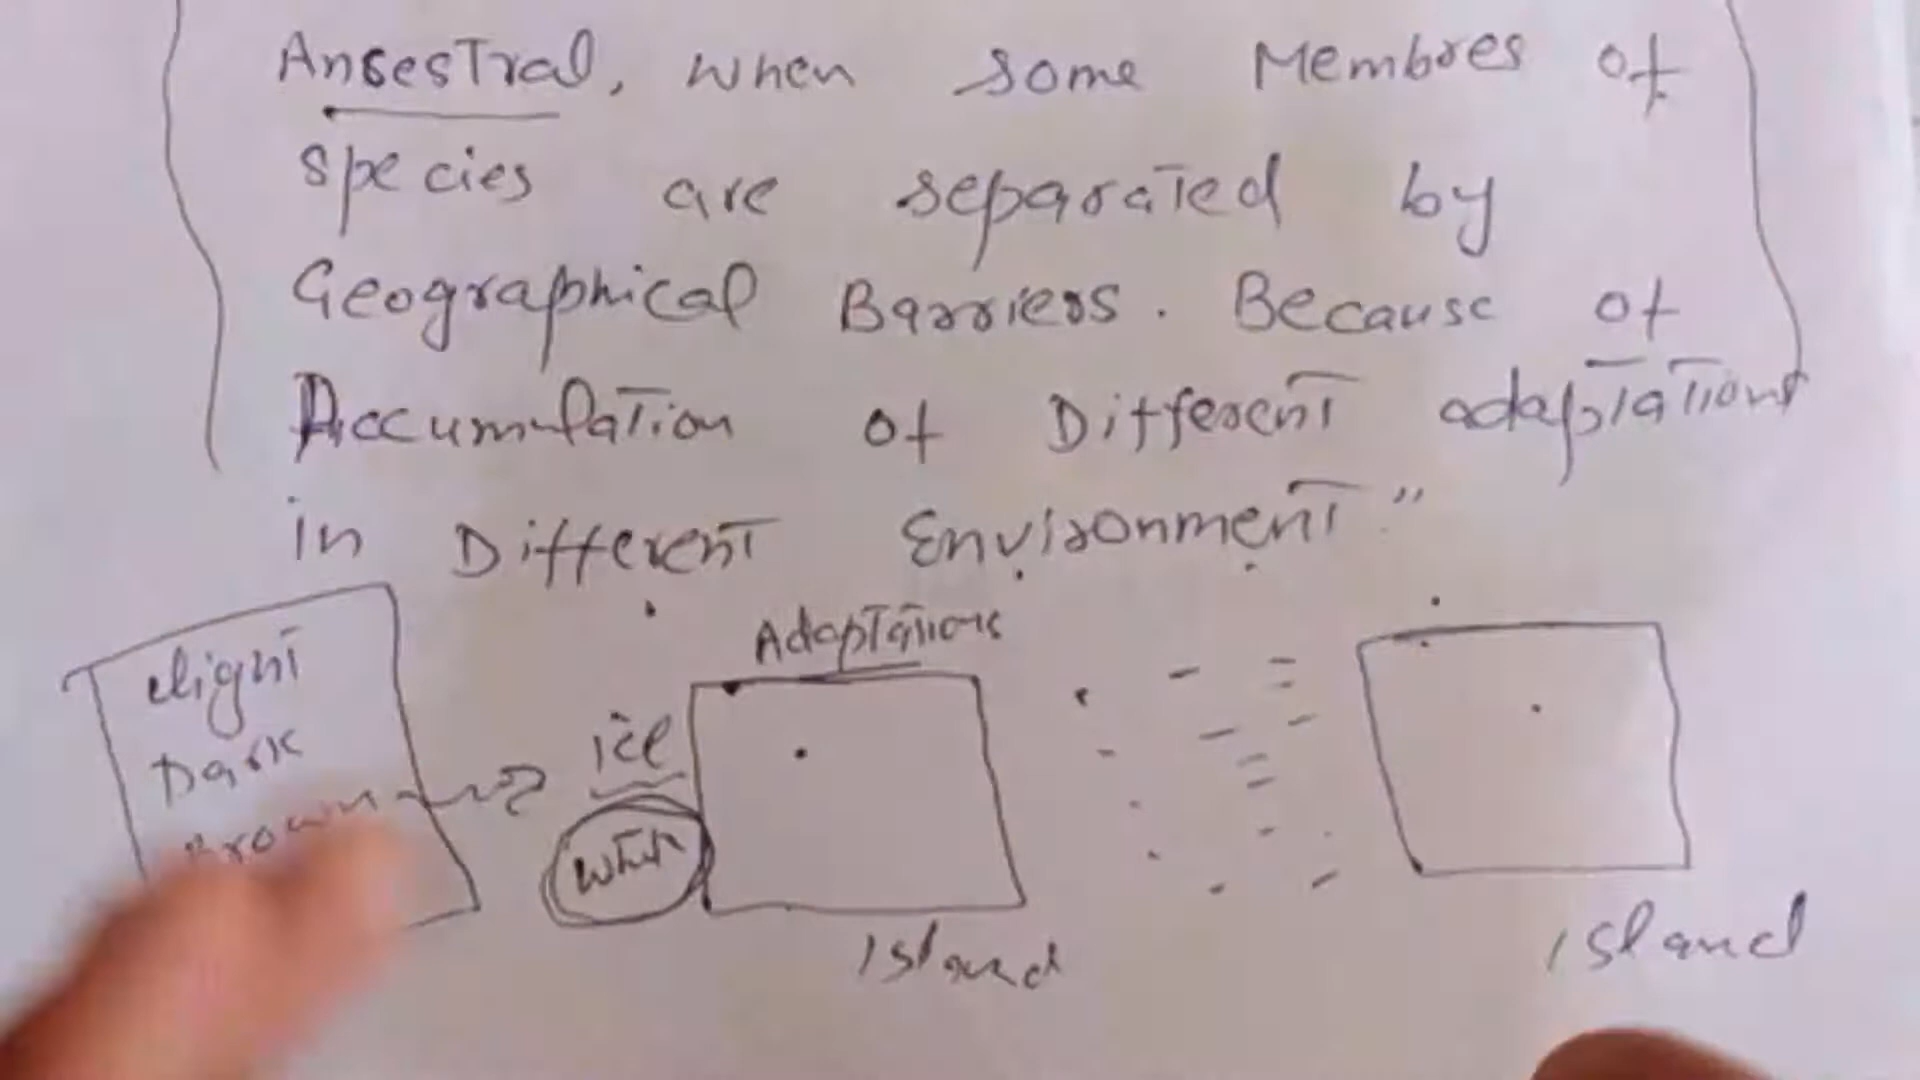 Ansestral, when some Membres of
species are separated by
Geographical Barriers. Because of
Accumulation of Different adaptations
in Different Environment"
Adaptations
light
Dark
Brown
ice
Island
Island